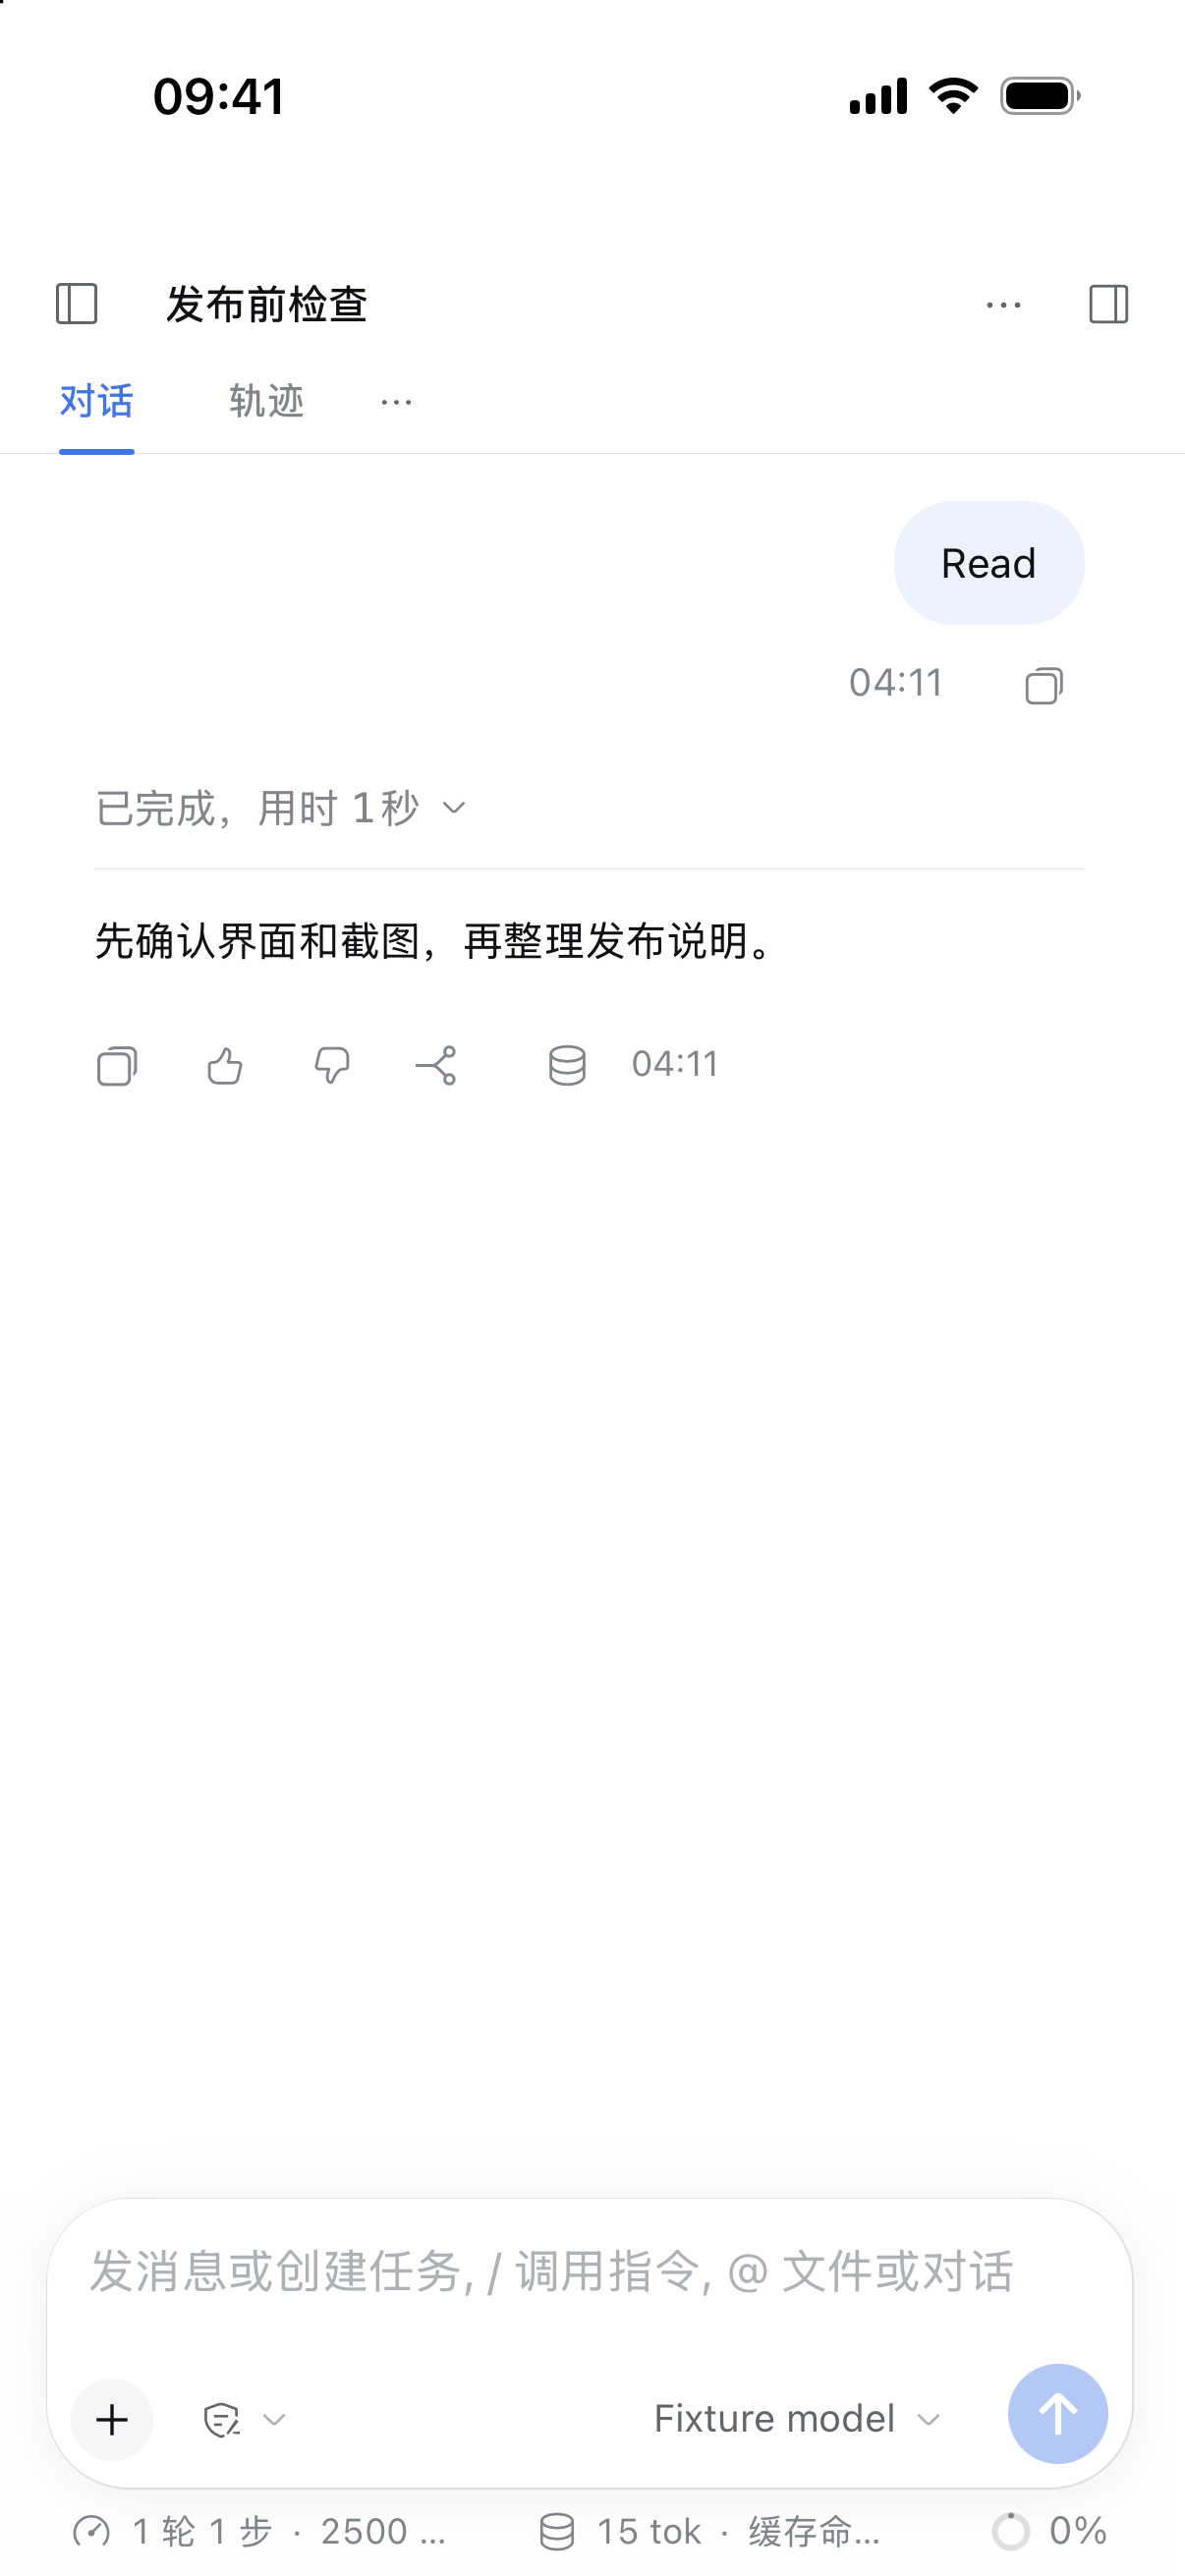 09:41
发布前检查
...
对话 轨迹 ...
Read
04:11
已完成，用时 1 秒
先确认界面和截图，再整理发布说明。
04:11
发消息或创建任务, / 调用指令, @ 文件或对话
Fixture model
1 轮 1 步 · 2500 ... 15 tok · 缓存命... 0%